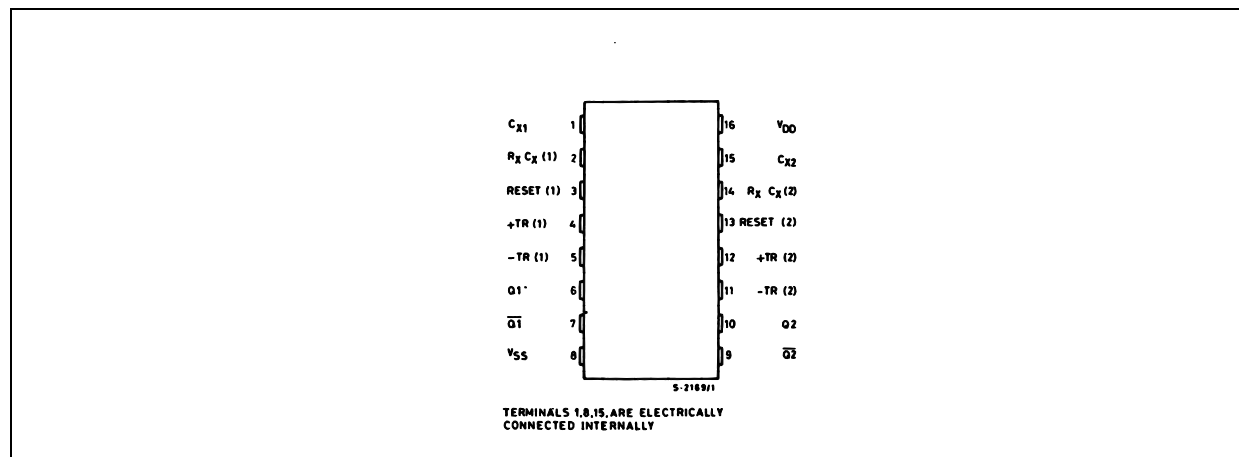 CX1 1 16 VDD
RX CX (1) 2 15 CX2
RESET (1) 3 14 RX CX (2)
+TR (1) 4 13 RESET (2)
-TR (1) 5 12 +TR (2)
Q1 6 11 -TR (2)
Q̅1̅ 7 10 Q2
VSS 8 9 Q̅2̅
S-2169/1
TERMINALS 1,8,15,ARE ELECTRICALLY
CONNECTED INTERNALLY